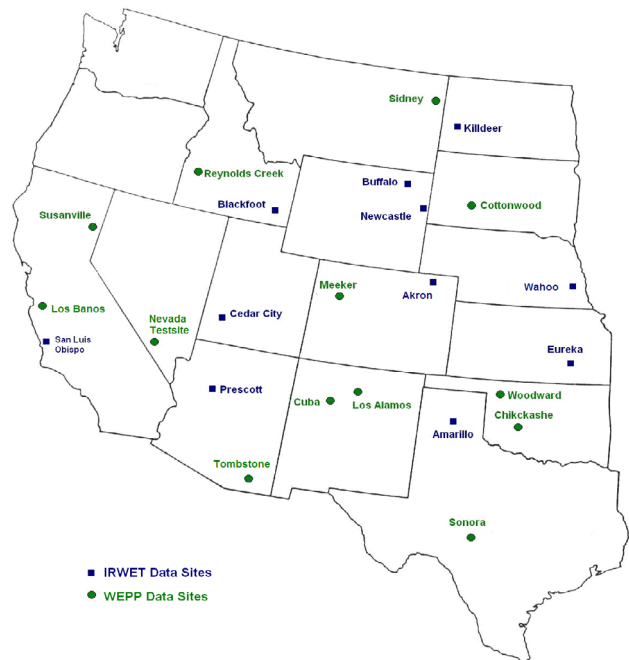 Sidney
Killdeer
Reynolds Creek
Buffalo
Blackfoot
Newcastle
Cottonwood
Susanville
Los Banos
Nevada
Testsite
Cedar City
Meeker
Akron
Wahoo
San Luis
Obispo
Eureka
Prescott
Cuba
Los Alamos
Woodward
Chikckashe
Amarillo
Tombstone
Sonora
IRWET Data Sites
WEPP Data Sites